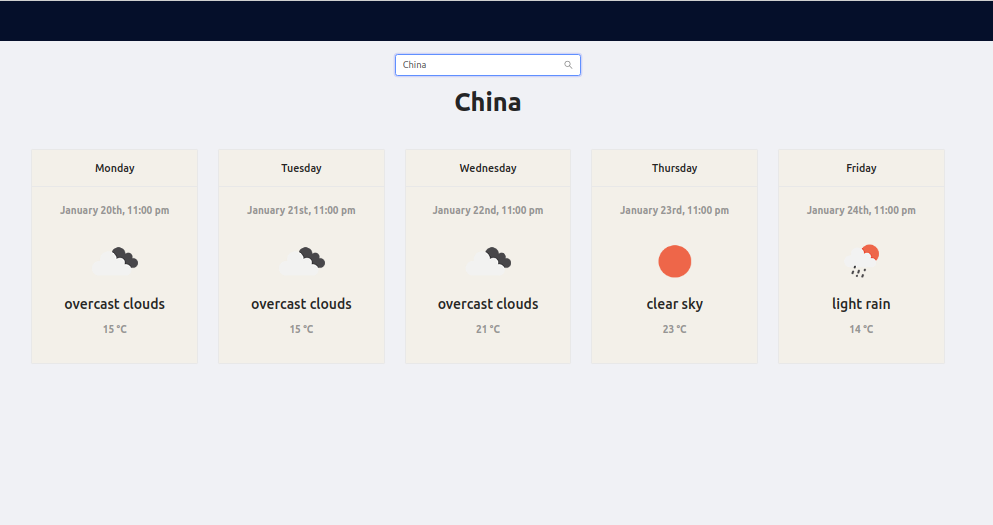 China
China
Monday
January 20th, 11:00 pm
overcast clouds
15 °C
Tuesday
January 21st, 11:00 pm
overcast clouds
15 °C
Wednesday
January 22nd, 11:00 pm
overcast clouds
21 °C
Thursday
January 23rd, 11:00 pm
clear sky
23 °C
Friday
January 24th, 11:00 pm
light rain
14 °C